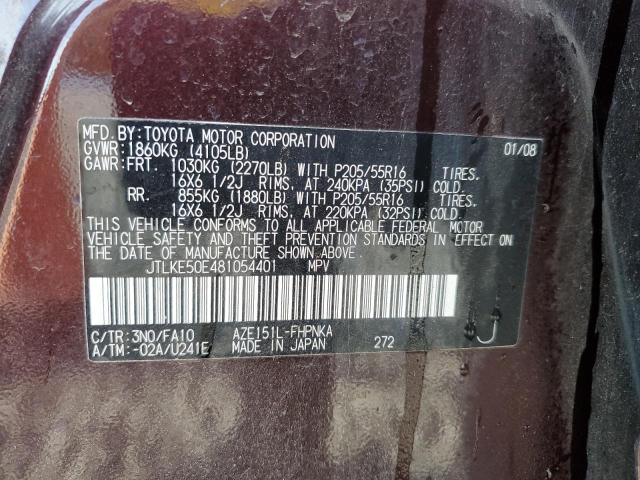 MFD. BY: TOYOTA MOTOR CORPORATION 01/08
GVWR: 1860KG (4105LB)
GAWR: FRT. 1030KG (2270LB) WITH P205/55R16 TIRES.
16X6 1/2J RIMS, AT 240KPA (35PSI) COLD.
RR. 855KG (1880LB) WITH P205/55R16 TIRES.
16X6 1/2J RIMS, AT 220KPA (32PSI) COLD.
THIS VEHICLE CONFORMS TO ALL APPLICABLE FEDERAL MOTOR
VEHICLE SAFETY AND THEFT PREVENTION STANDARDS IN EFFECT ON
THE DATE OF MANUFACTURE SHOWN ABOVE.
JTLKE50E481054401 MPV
C/TR: 3N0/FA10 AZE151L-FHPNKA
A/TM: -02A/U241E MADE IN JAPAN 272